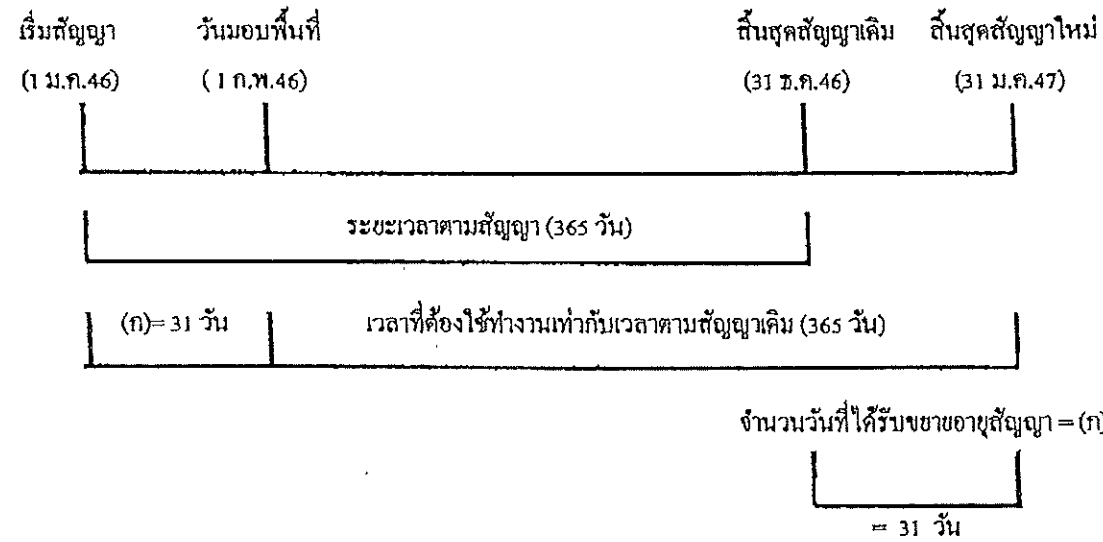 เริ่มสัญญา วันมอบพื้นที่ สิ้นสุดสัญญาเดิม สิ้นสุดสัญญาใหม่
(1 ม.ค.46) ( 1 ก.พ.46) (31 ธ.ค.46) (31 ม.ค.47)
ระยะเวลาตามสัญญา (365 วัน)
(ก)= 31 วัน เวลาที่ต้องใช้ทำงานเท่ากับเวลาตามสัญญาเดิม (365 วัน)
จำนวนวันที่ได้รับขยายอายุสัญญา = (ก)
= 31 วัน